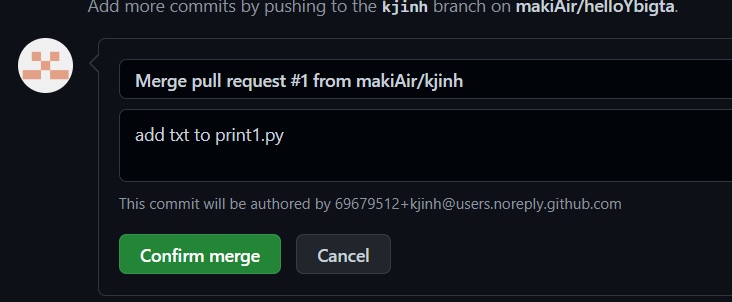 Add more commits by pushing to the kjinh branch on makiAir/helloYbigta.
Merge pull request #1 from makiAir/kjinh
add txt to print1.py
This commit will be authored by 69679512+kjinh@users.noreply.github.com
Confirm merge Cancel